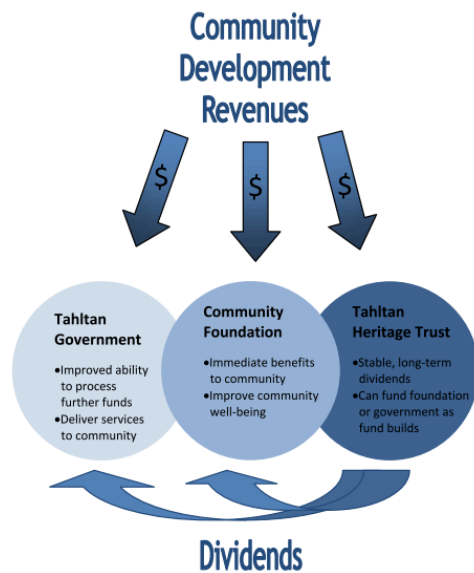 Community
Development
Revenues
$
$
$
Tahltan
Government
•Improved ability
to process
further funds
•Deliver services
to community
Community
Foundation
•Immediate benefits
to community
•Improve community
well-being
Tahltan
Heritage Trust
•Stable, long-term
dividends
•Can fund foundation
or government as
fund builds
Dividends